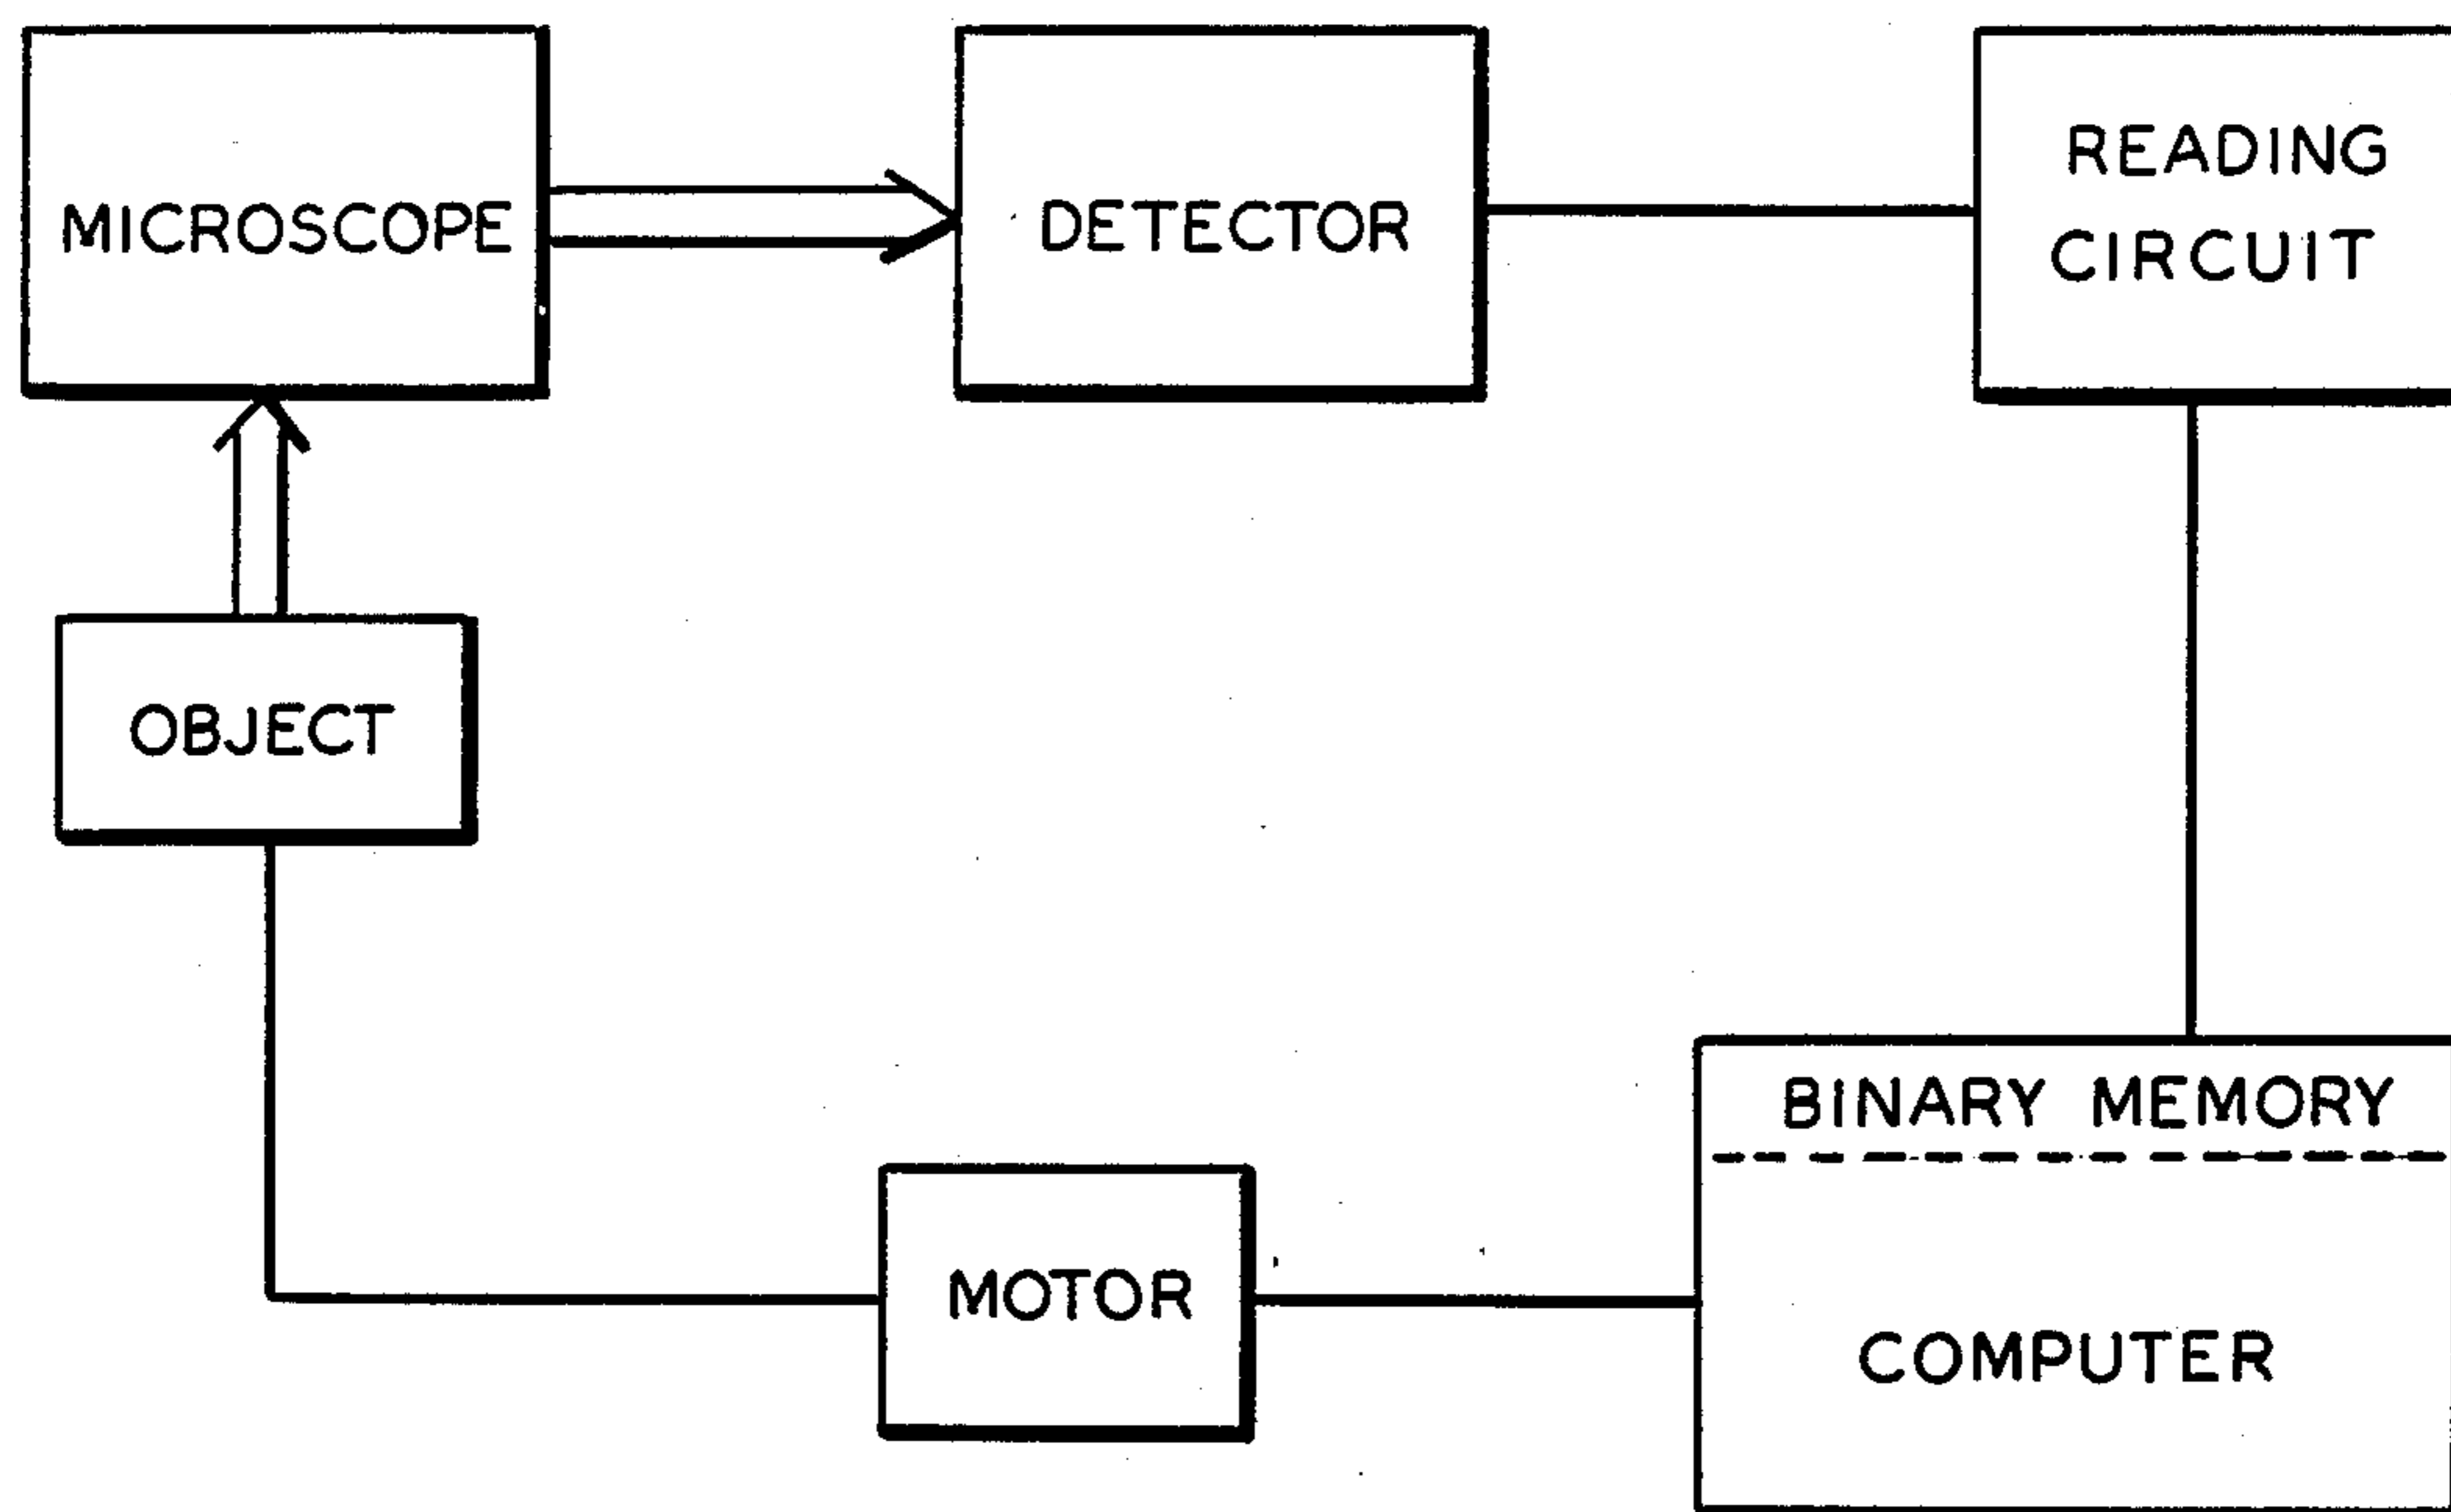 MICROSCOPE
DETECTOR
READING
CIRCUIT
OBJECT
BINARY MEMORY
MOTOR
COMPUTER